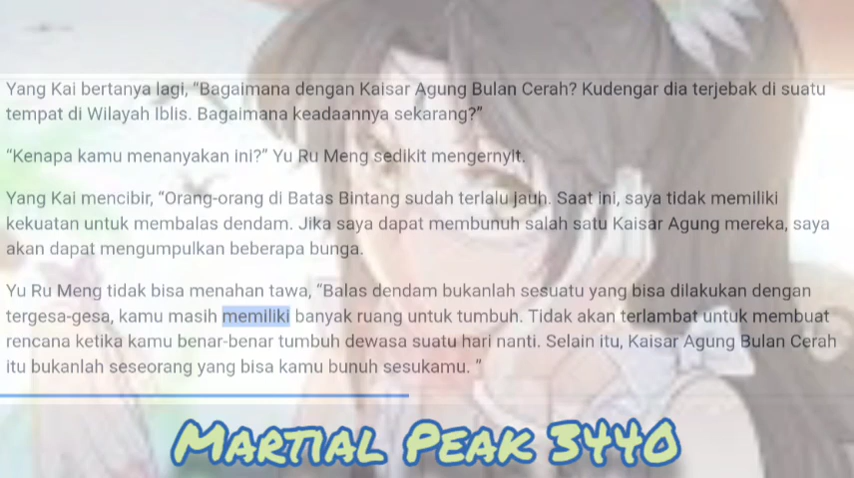 Yang Kai bertanya lagi, “Bagaimana dengan Kaisar Agung Bulan Cerah? Kudengar dia terjebak di suatu
tempat di Wilayah Iblis. Bagaimana keadaannya sekarang?”
“Kenapa kamu menanyakan ini?” Yu Ru Meng sedikit mengernyit.
Yang Kai mencibir, “Orang-orang di Batas Bintang sudah terlalu jauh. Saat ini, saya tidak memiliki
kekuatan untuk membalas dendam. Jika saya dapat membunuh salah satu Kaisar Agung mereka, saya
akan dapat mengumpulkan beberapa bunga.
Yu Ru Meng tidak bisa menahan tawa, “Balas dendam bukanlah sesuatu yang bisa dilakukan dengan
tergesa-gesa, kamu masih memiliki banyak ruang untuk tumbuh. Tidak akan terlambat untuk membuat
rencana ketika kamu benar-benar tumbuh dewasa suatu hari nanti. Selain itu, Kaisar Agung Bulan Cerah
itu bukanlah seseorang yang bisa kamu bunuh sesukamu. ”
Martial Peak 3440